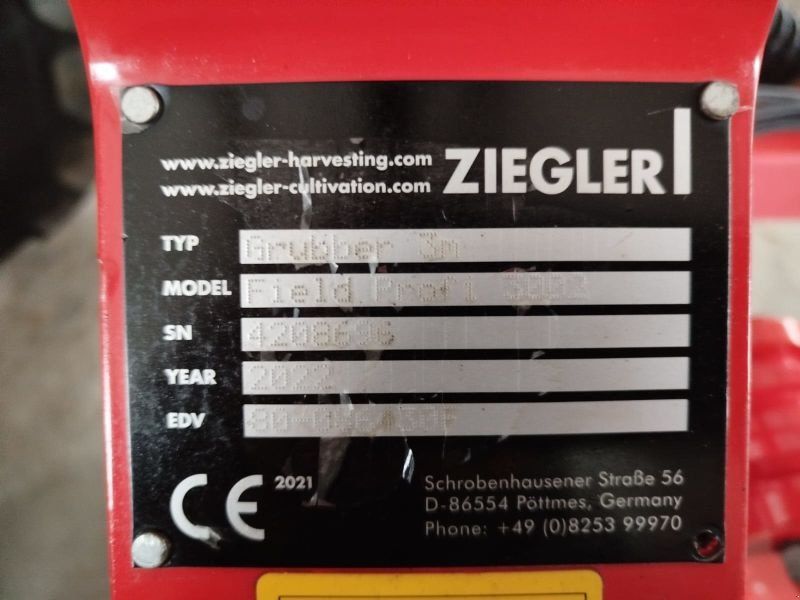 www.ziegler-harvesting.com
www.ziegler-cultivation.com
ZIEGLER
TYP Grubber 3m
MODEL Field Profi
SN 4208636
YEAR 2022
EDV
CE 2021
Schrobenhausener Straße 56
D-86554 Pöttmes, Germany
Phone: +49 (0)8253 99970